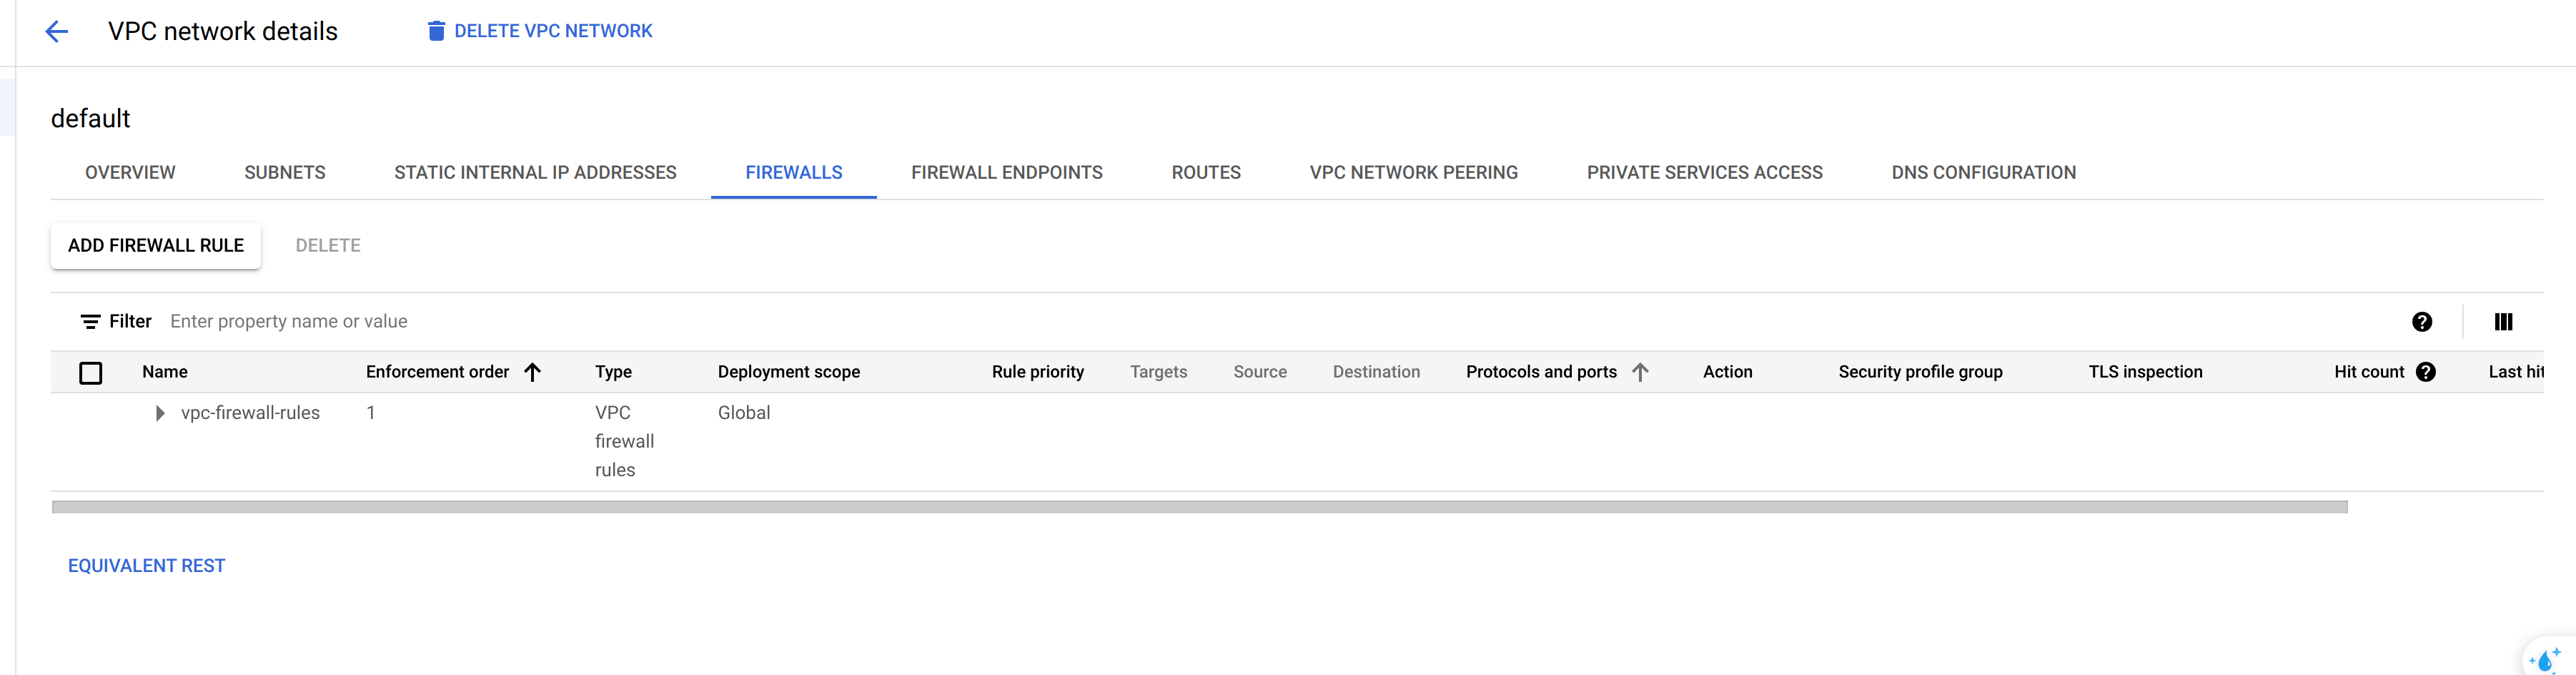 VPC network details
DELETE VPC NETWORK
default
OVERVIEW SUBNETS STATIC INTERNAL IP ADDRESSES FIREWALLS FIREWALL ENDPOINTS ROUTES VPC NETWORK PEERING PRIVATE SERVICES ACCESS DNS CONFIGURATION
ADD FIREWALL RULE DELETE
Filter Enter property name or value
Name Enforcement order Type Deployment scope Rule priority Targets Source Destination Protocols and ports Action Security profile group TLS inspection Hit count Last hit
vpc-firewall-rules 1 VPC Global
firewall
rules
EQUIVALENT REST